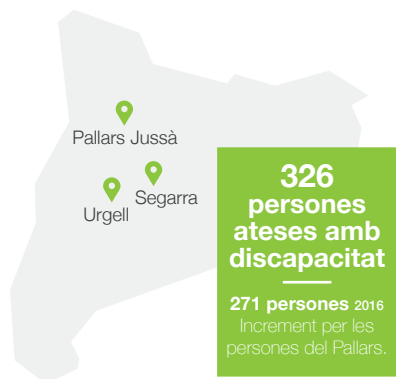 Pallars Jussà
Segarra
Urgell
326
persones
ateses amb
discapacitat
271 persones 2016
Increment per les
persones del Pallars.